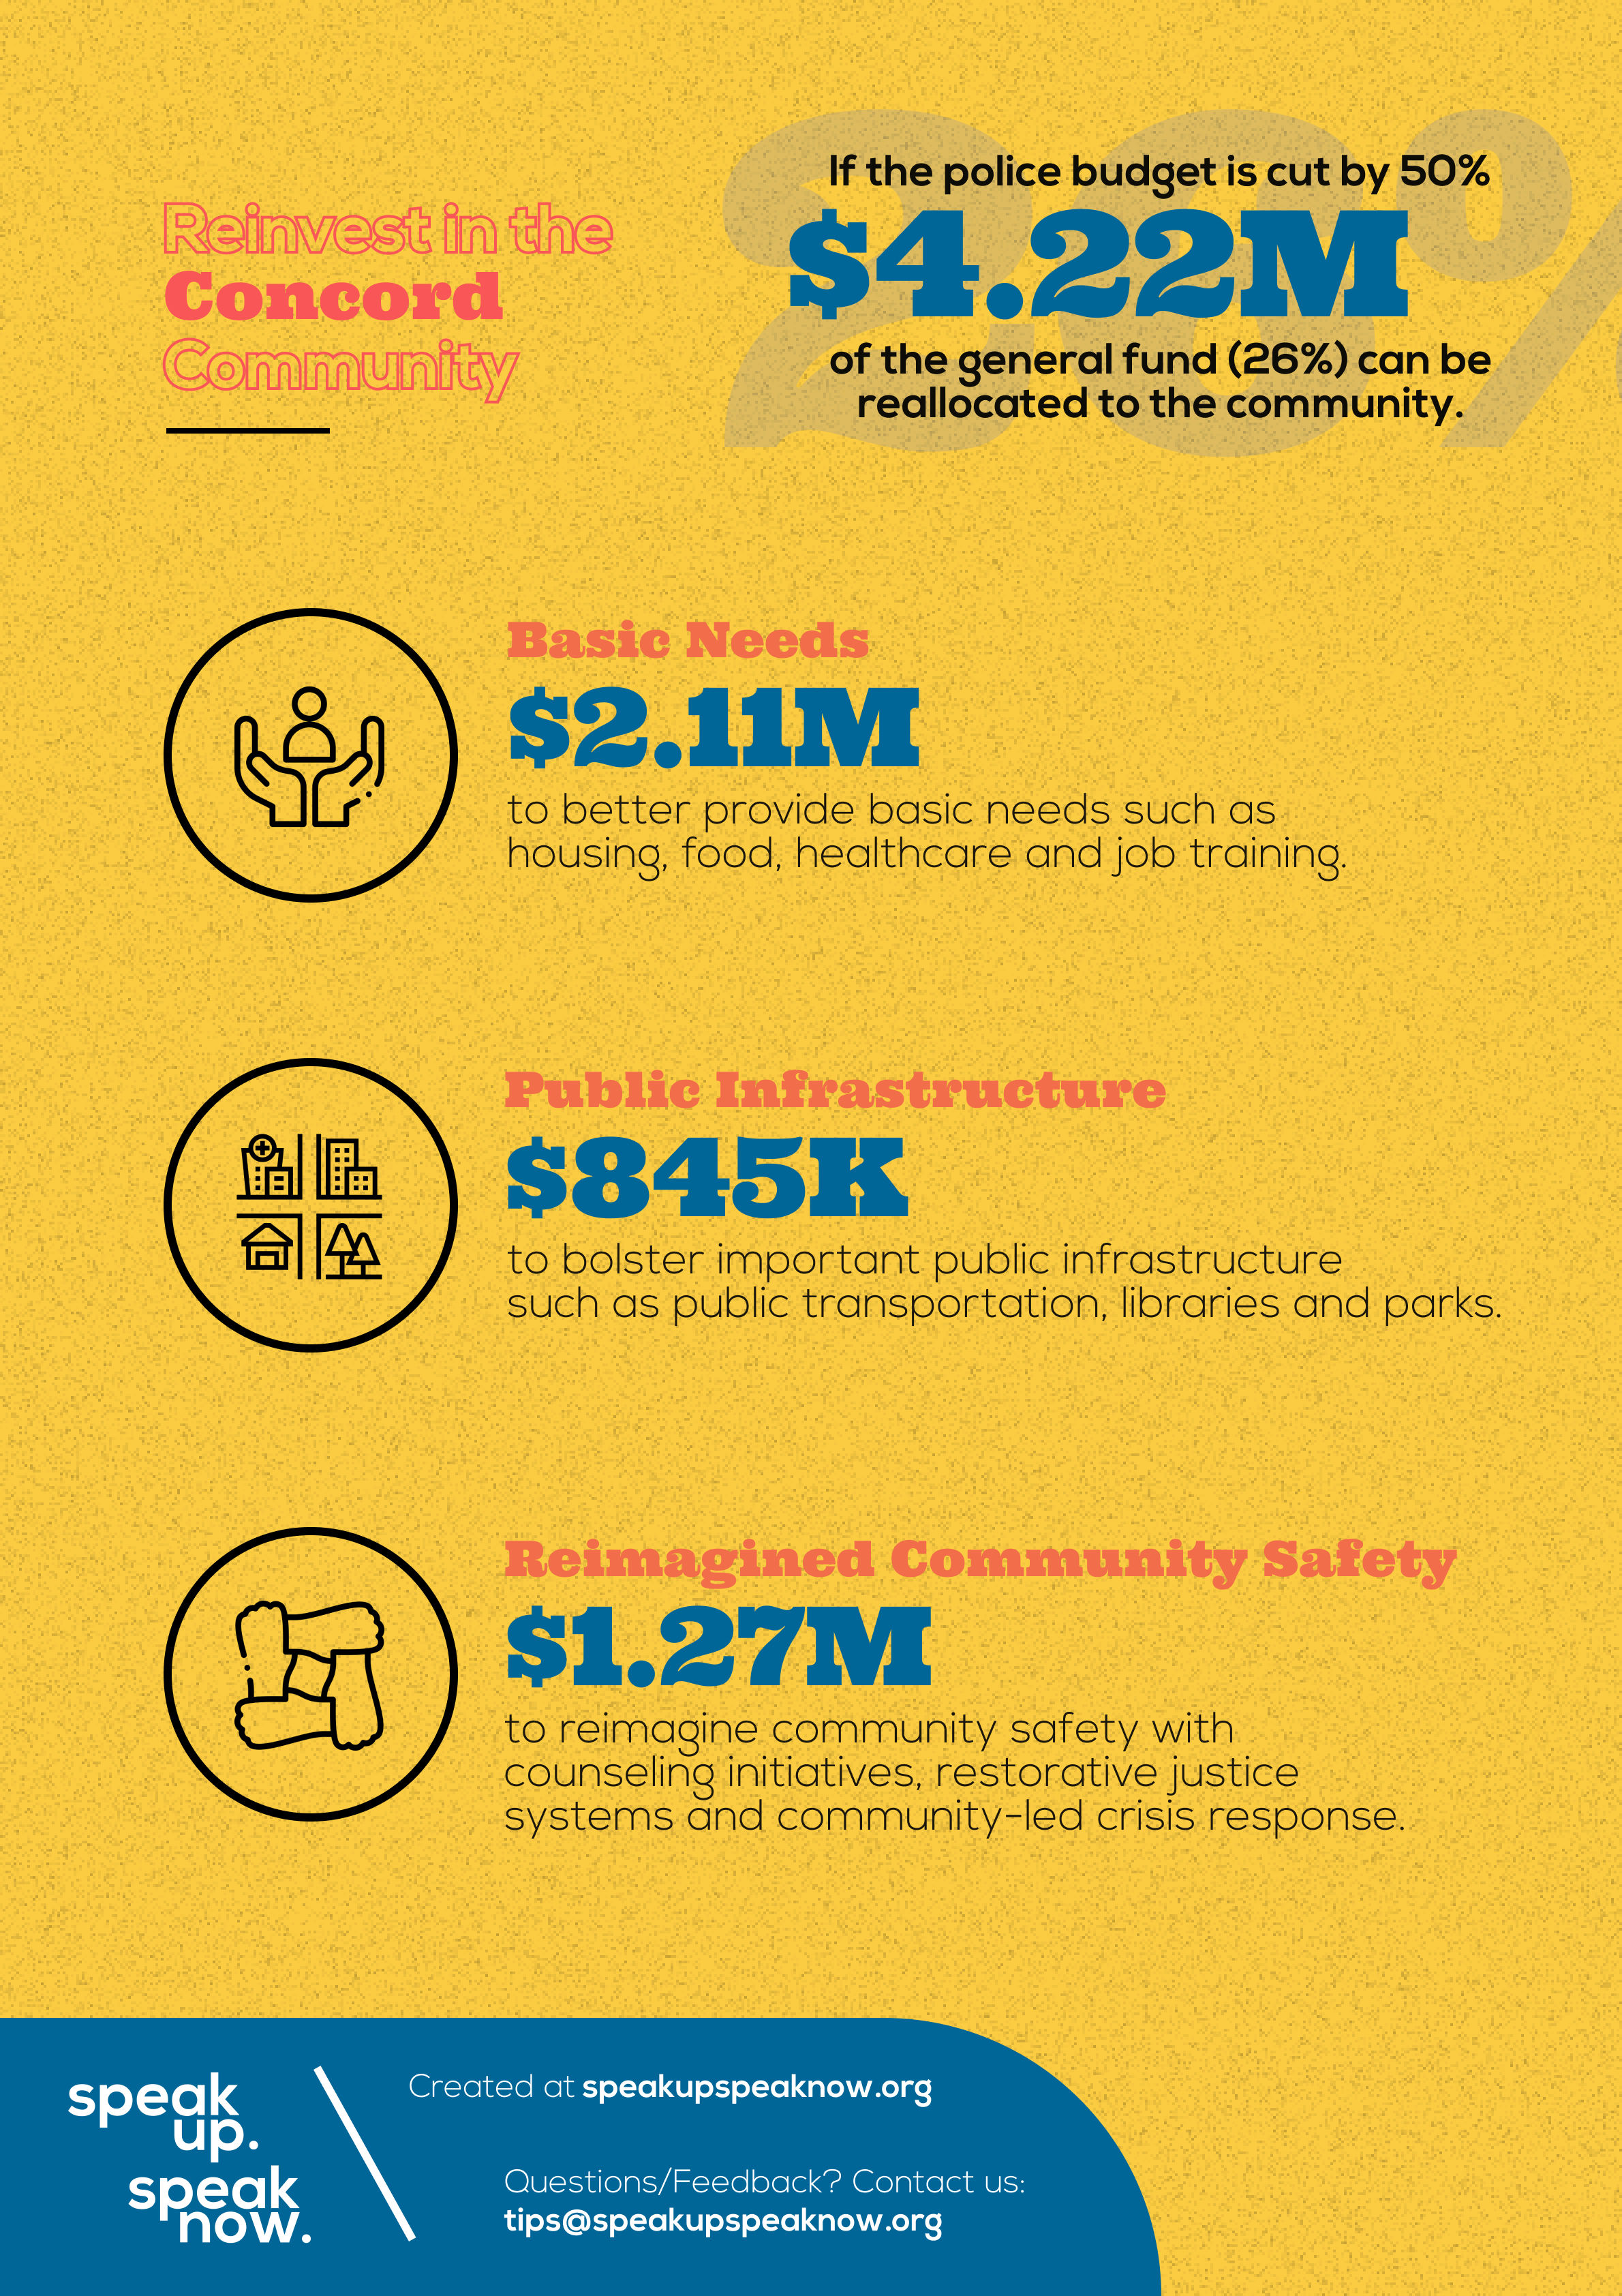 Reinvest in the
Concord
Community
26%
If the police budget is cut by 50%
$4.22M
of the general fund (26%) can be
reallocated to the community.
Basic Needs
$2.11M
to better provide basic needs such as
housing, food, healthcare and job training.
Public Infrastructure
$845K
to bolster important public infrastructure
such as public transportation, libraries and parks.
Reimagined Community Safety
$1.27M
to reimagine community safety with
counseling initiatives, restorative justice
systems and community-led crisis response.
speak
up.
speak
now.
Created at speakupspeaknow.org
Questions/Feedback? Contact us:
tips@speakupspeaknow.org